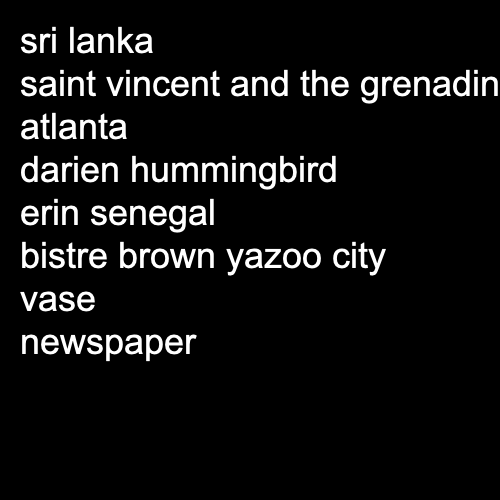 sri lanka
saint vincent and the grenadin
atlanta
darien hummingbird
erin senegal
bistre brown yazoo city
vase
newspaper